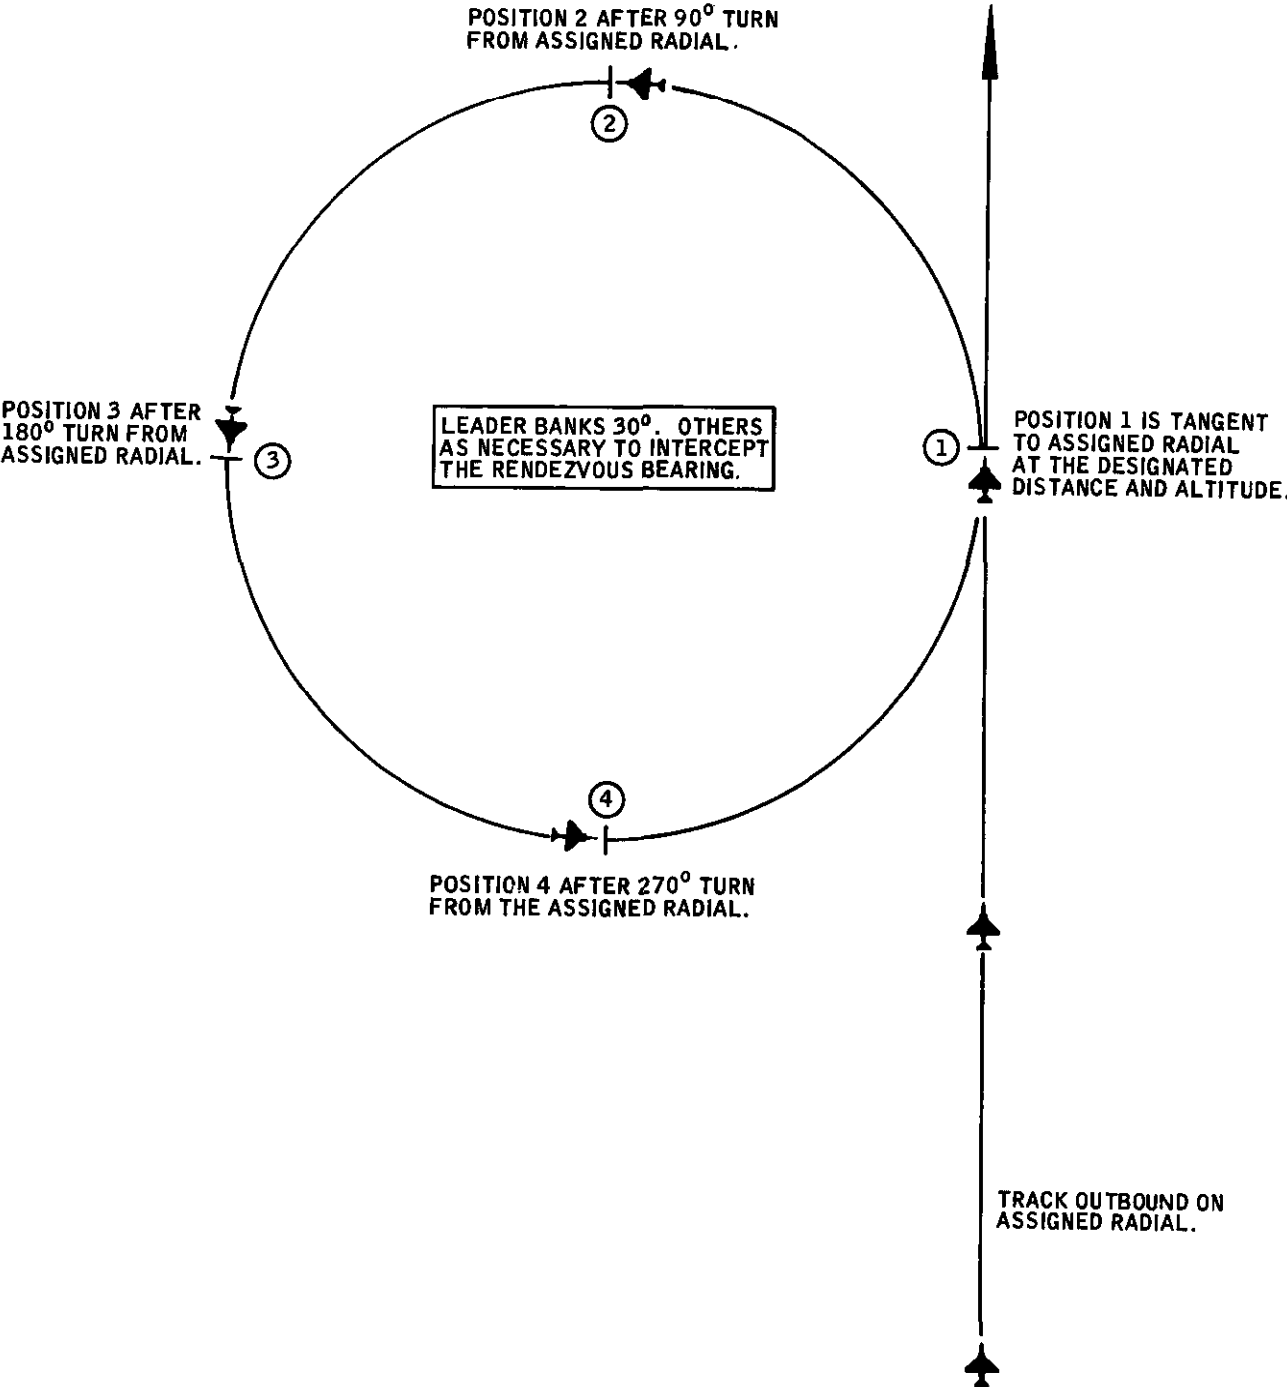 POSITION 2 AFTER 90° TURN
FROM ASSIGNED RADIAL.
2
POSITION 3 AFTER
180° TURN FROM
ASSIGNED RADIAL.
3
LEADER BANKS 30°. OTHERS
AS NECESSARY TO INTERCEPT
THE RENDEZVOUS BEARING.
1
POSITION 1 IS TANGENT
TO ASSIGNED RADIAL
AT THE DESIGNATED
DISTANCE AND ALTITUDE.
4
POSITION 4 AFTER 270° TURN
FROM THE ASSIGNED RADIAL.
TRACK OUTBOUND ON
ASSIGNED RADIAL.